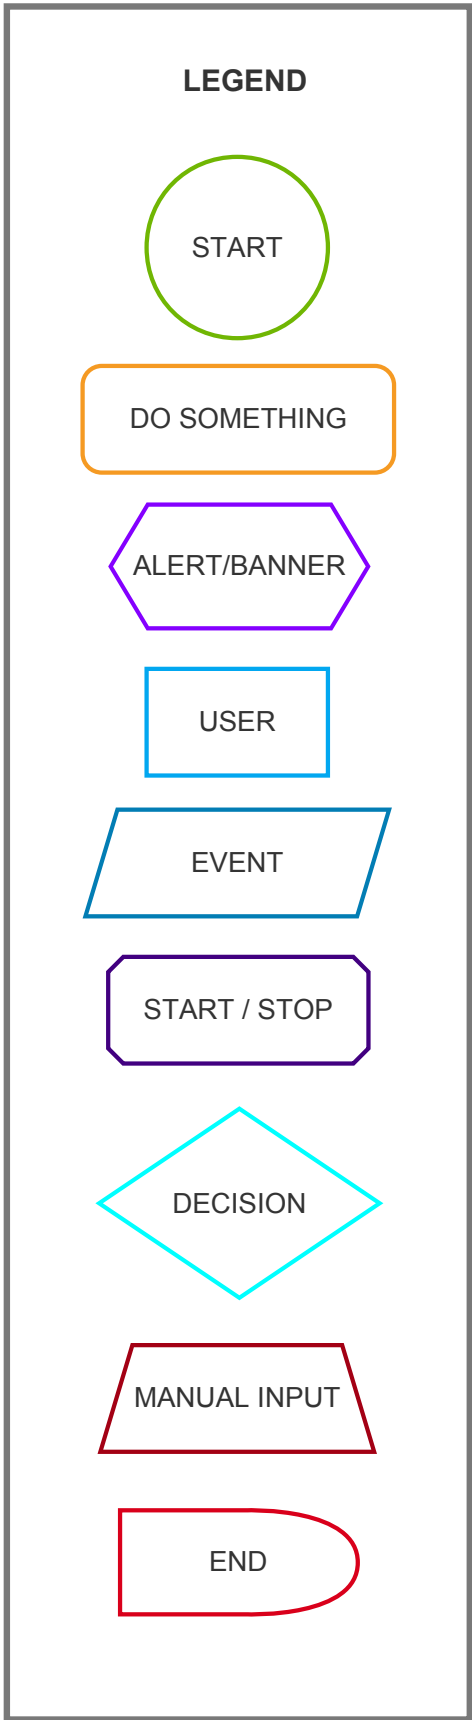 LEGEND
START
DO SOMETHING
ALERT/BANNER
USER
EVENT
START / STOP
DECISION
MANUAL INPUT
END